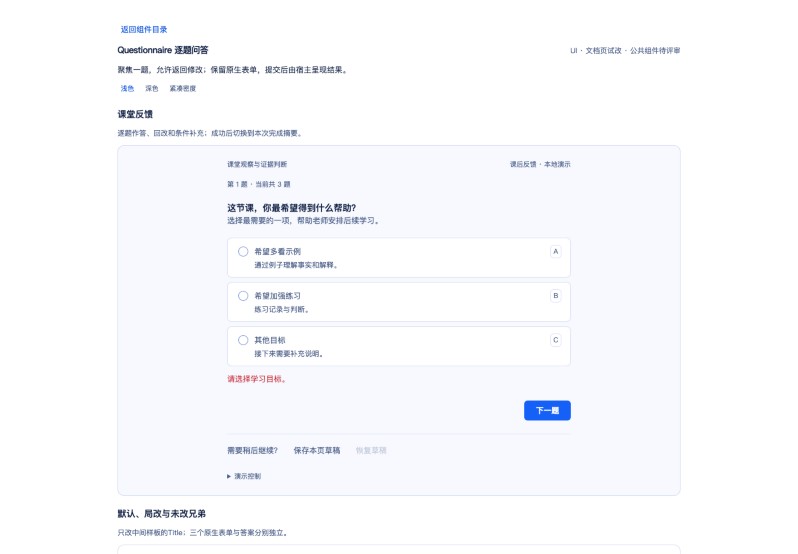 返回组件目录
Questionnaire 逐题问答
UI · 文档页试改 · 公共组件待评审
聚焦一题，允许返回修改；保留原生表单，提交后由宿主呈现结果。
浅色 深色 紧凑密度
课堂反馈
逐题作答、回改和条件补充；成功后切换到本次完成摘要。
课堂观察与证据判断
课后反馈 · 本地演示
第 1 题 · 当前共 3 题
这节课，你最希望得到什么帮助?
选择最需要的一项，帮助老师安排后续学习。
希望多看示例 A
通过例子理解事实和解释。
希望加强练习 B
练习记录与判断。
其他目标 C
接下来需要补充说明。
请选择学习目标。
下一题
需要稍后继续? 保存本页草稿 恢复草稿
▸ 演示控制
默认、局改与未改兄弟
只改中间样板的Title；三个原生表单与答案分别独立。